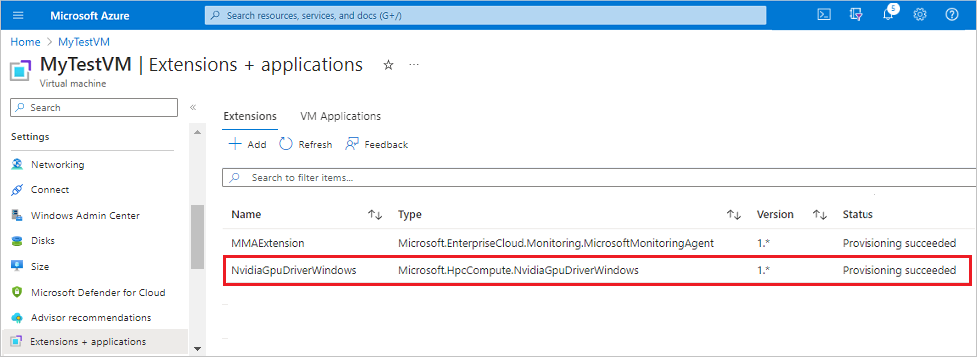 Microsoft Azure
Search resources, services, and docs (G+/)
5
Home > MyTestVM
MyTestVM | Extensions + applications
Virtual machine
Search
Settings
Networking
Connect
Windows Admin Center
Disks
Size
Microsoft Defender for Cloud
Advisor recommendations
Extensions + applications
Extensions VM Applications
Add Refresh Feedback
Search to filter items...
Name Type Version Status
MMAExtension Microsoft.EnterpriseCloud.Monitoring.MicrosoftMonitoringAgent 1.* Provisioning succeeded
NvidiaGpuDriverWindows Microsoft.HpcCompute.NvidiaGpuDriverWindows 1.* Provisioning succeeded